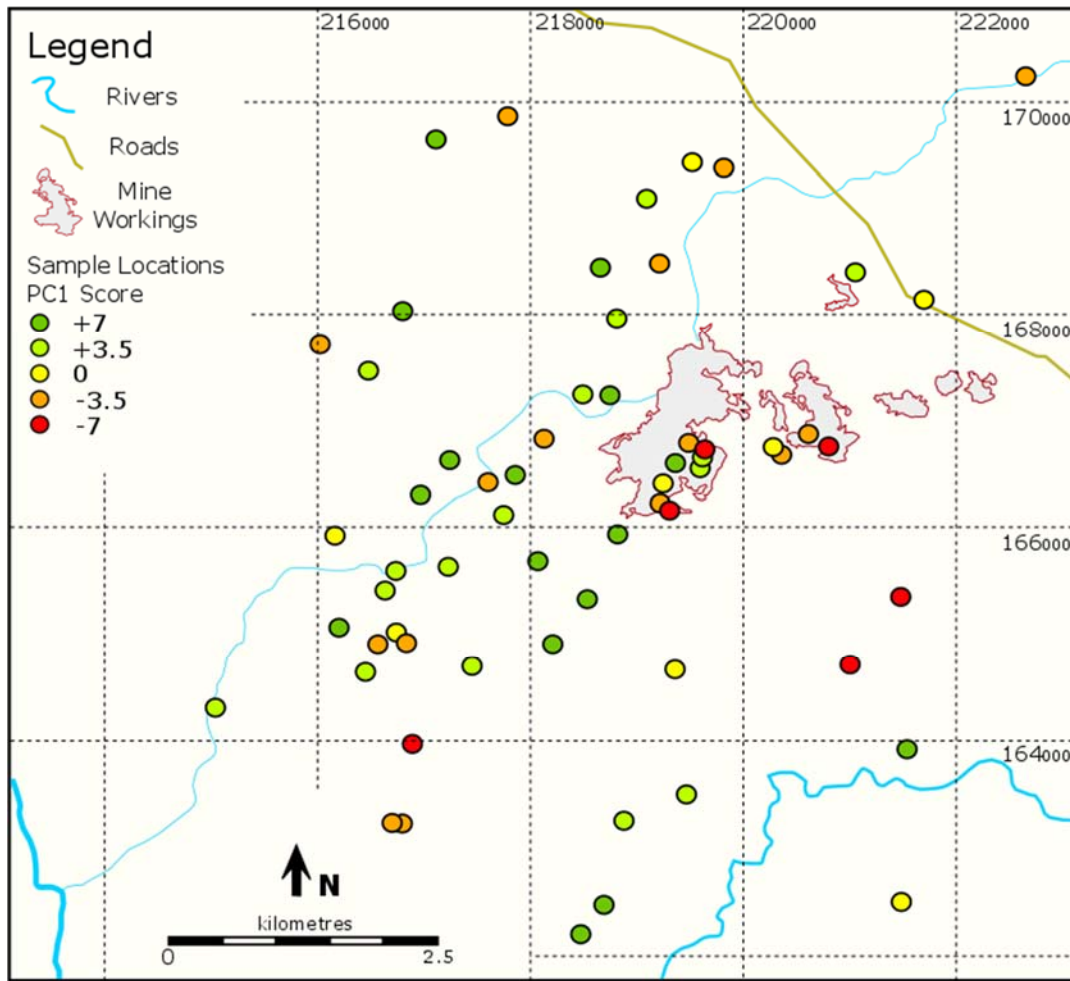 216000
218000
220000
222000
Legend
Rivers
Roads
Mine
Workings
Sample Locations
PC1 Score
+7
+3.5
0
-3.5
-7
170000
168000
166000
164000
N
kilometres
0
2.5